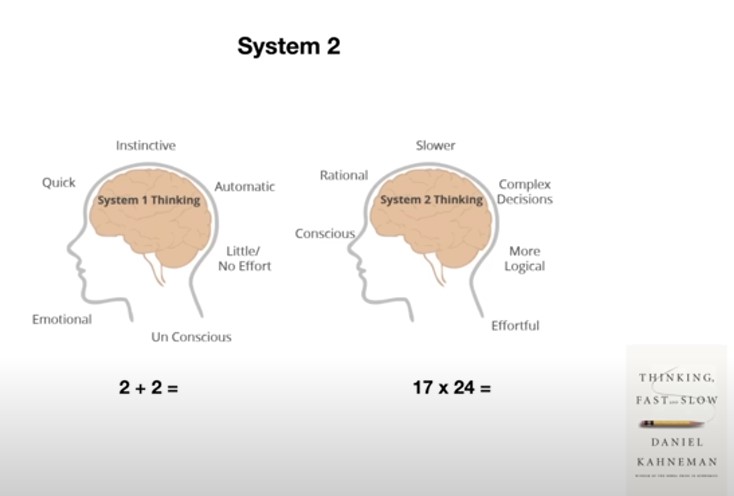 System 2
Instinctive
Quick
Automatic
System 1 Thinking
Little/
No Effort
Emotional
Un Conscious
2 + 2 =
Slower
Rational
Complex
Decisions
System 2 Thinking
Conscious
More
Logical
Effortful
17 x 24 =
THINKING,
FAST AND SLOW
DANIEL
KAHNEMAN